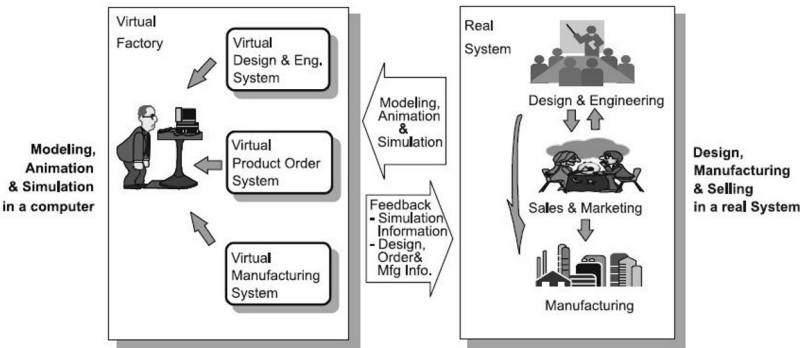 Modeling,
Animation
& Simulation
in a computer
Virtual
Factory
Virtual
Design & Eng.
System
Virtual
Product Order
System
Virtual
Manufacturing
System
Modeling,
Animation
&
Simulation
Feedback
- Simulation
Information
- Design,
Order&
Mfg Info.
Real
System
Design & Engineering
Sales & Marketing
Manufacturing
Design,
Manufacturing
& Selling
in a real System